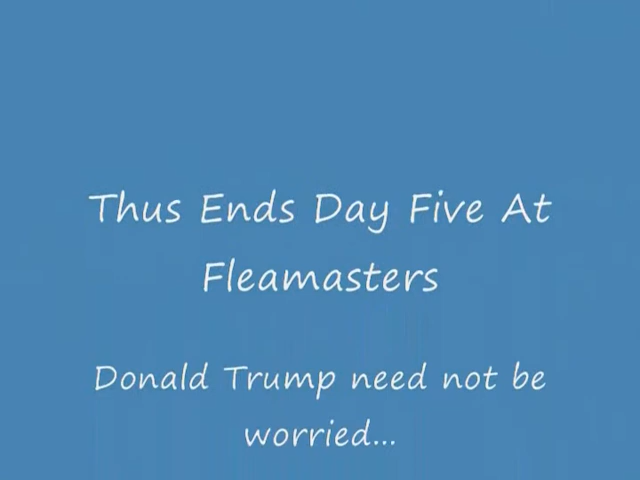 Thus Ends Day Five At
Fleamasters
Donald Trump need not be
worried...